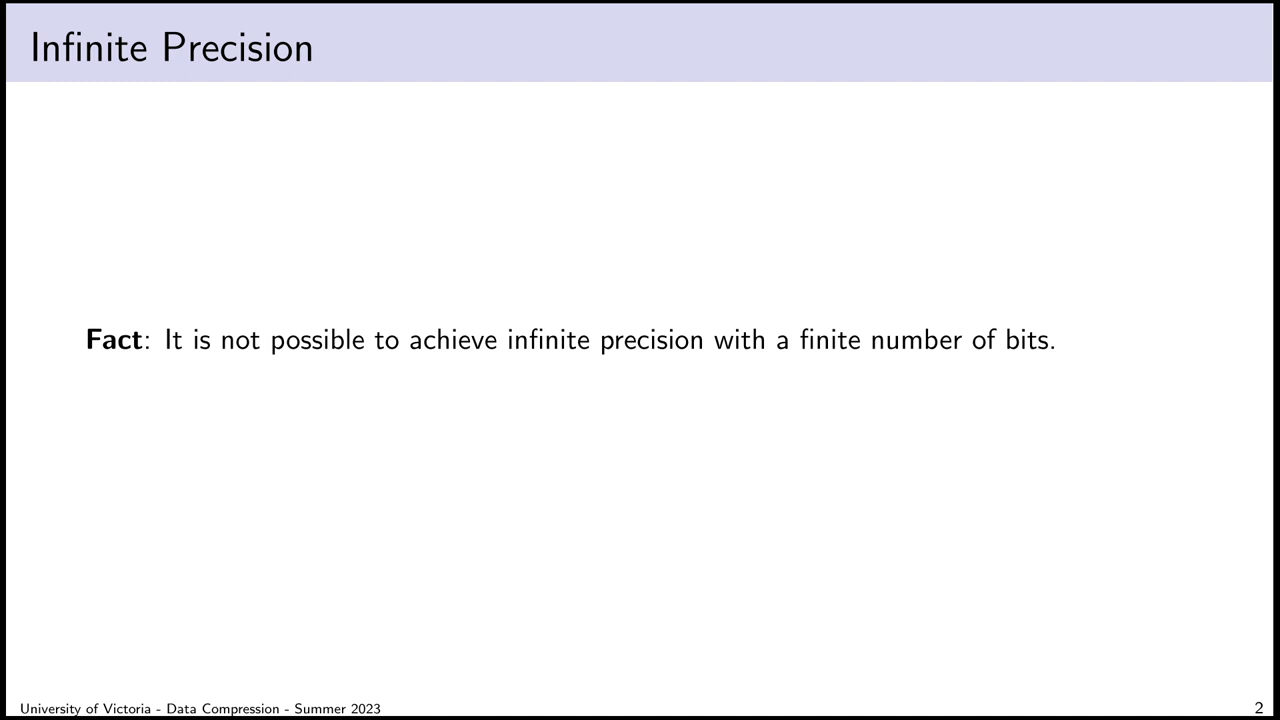 Infinite Precision
Fact: It is not possible to achieve infinite precision with a finite number of bits.
University of Victoria - Data Compression - Summer 2023
2